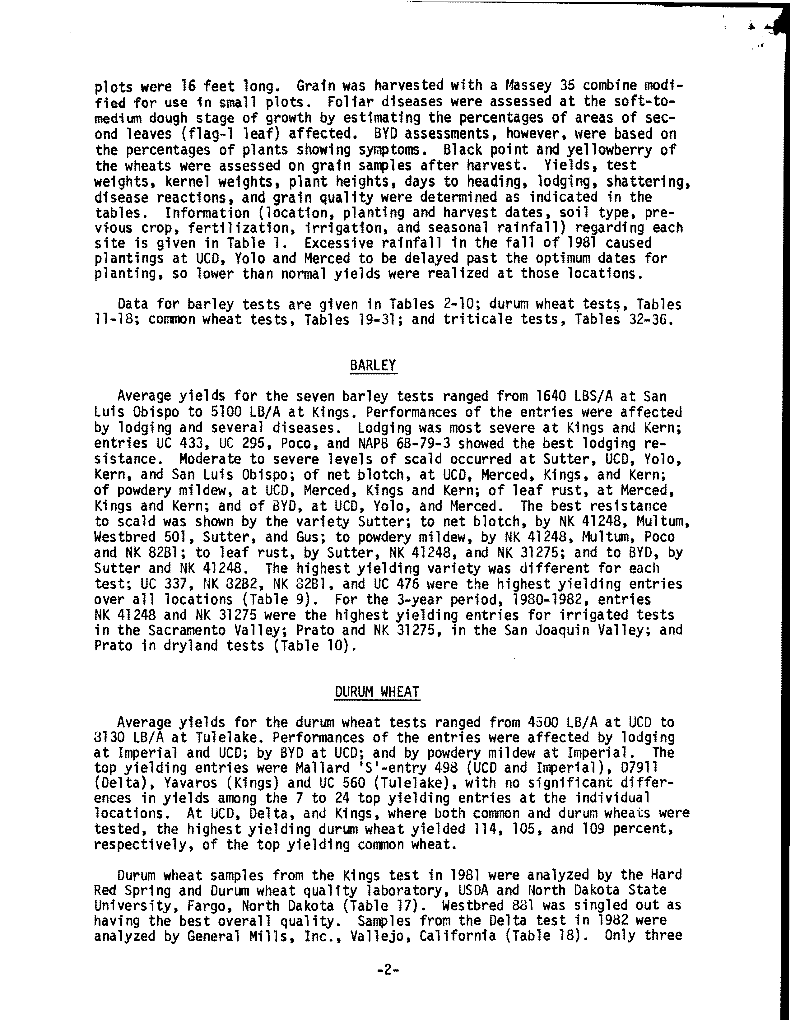 plots were 16 feet long. Grain was harvested with a Massey 35 combine modi-
fied for use in small plots. Foliar diseases were assessed at the soft-to-
medium dough stage of growth by estimating the percentages of areas of sec-
ond leaves (flag-1 leaf) affected. BYD assessments, however, were based on
the percentages of plants showing symptoms. Black point and yellowberry of
the wheats were assessed on grain samples after harvest. Yields, test
weights, kernel weights, plant heights, days to heading, lodging, shattering,
disease reactions, and grain quality were determined as indicated in the
tables. Information (location, planting and harvest dates, soil type, pre-
vious crop, fertilization, irrigation, and seasonal rainfall) regarding each
site is given in Table 1. Excessive rainfall in the fall of 1981 caused
plantings at UCD, Yolo and Merced to be delayed past the optimum dates for
planting, so lower than normal yields were realized at those locations.
Data for barley tests are given in Tables 2-10; durum wheat tests, Tables
11-18; common wheat tests, Tables 19-31; and triticale tests, Tables 32-36.
BARLEY
Average yields for the seven barley tests ranged from 1640 LBS/A at San
Luis Obispo to 5100 LB/A at Kings. Performances of the entries were affected
by lodging and several diseases. Lodging was most severe at Kings and Kern;
entries UC 433, UC 295, Poco, and NAPB 68-79-3 showed the best lodging re-
sistance. Moderate to severe levels of scald occurred at Sutter, UCD, Yolo,
Kern, and San Luis Obispo; of net blotch, at UCD, Merced, Kings, and Kern;
of powdery mildew, at UCD, Merced, Kings and Kern; of leaf rust, at Merced,
Kings and Kern; and of BYD, at UCD, Yolo, and Merced. The best resistance
to scald was shown by the variety Sutter; to net blotch, by NK 41248, Multum,
Westbred 501, Sutter, and Gus; to powdery mildew, by NK 41248, Multum, Poco
and NK 82B1; to leaf rust, by Sutter, NK 41248, and NK 31275; and to BYD, by
Sutter and NK 41248. The highest yielding variety was different for each
test; UC 337, NK 82B2, NK 82B1, and UC 476 were the highest yielding entries
over all locations (Table 9). For the 3-year period, 1980-1982, entries
NK 41248 and NK 31275 were the highest yielding entries for irrigated tests
in the Sacramento Valley; Prato and NK 31275, in the San Joaquin Valley; and
Prato in dryland tests (Table 10).
DURUM WHEAT
Average yields for the durum wheat tests ranged from 4500 LB/A at UCD to
8130 LB/A at Tulelake. Performances of the entries were affected by lodging
at Imperial and UCD; by BYD at UCD; and by powdery mildew at Imperial. The
top yielding entries were Mallard 'S'-entry 498 (UCD and Imperial), D7911
(Delta), Yavaros (Kings) and UC 560 (Tulelake), with no significant differ-
ences in yields among the 7 to 24 top yielding entries at the individual
locations. At UCD, Delta, and Kings, where both common and durum wheats were
tested, the highest yielding durum wheat yielded 114, 105, and 109 percent,
respectively, of the top yielding common wheat.
Durum wheat samples from the Kings test in 1981 were analyzed by the Hard
Red Spring and Durum wheat quality laboratory, USDA and North Dakota State
University, Fargo, North Dakota (Table 17). Westbred 881 was singled out as
having the best overall quality. Samples from the Delta test in 1982 were
analyzed by General Mills, Inc., Vallejo, California (Table 18). Only three
-2-